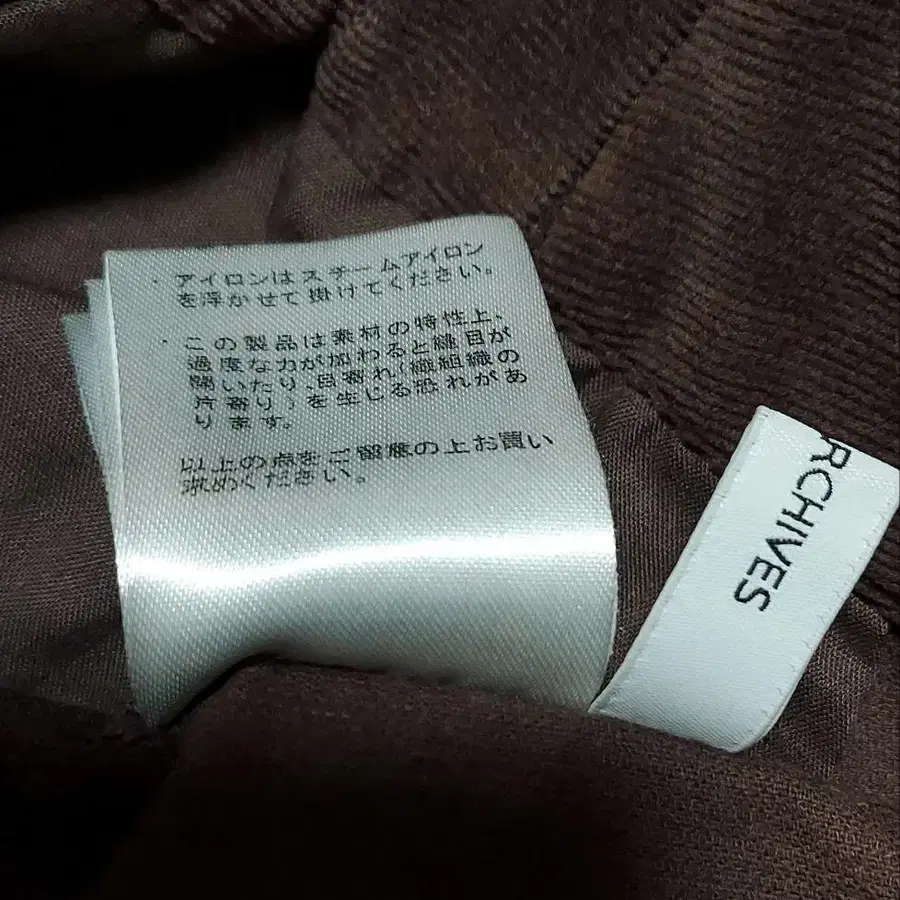 ・アイロンはスチームアイロン
を浮かせて掛けてください。
・この製品は素材の特性上、
過度な力が加わると縫目が
開いたり、目寄れ(繊組織の
片寄り)を生じる恐れがあ
ります。
以上の点をご留意の上お買い
求めください。
RCHIVES